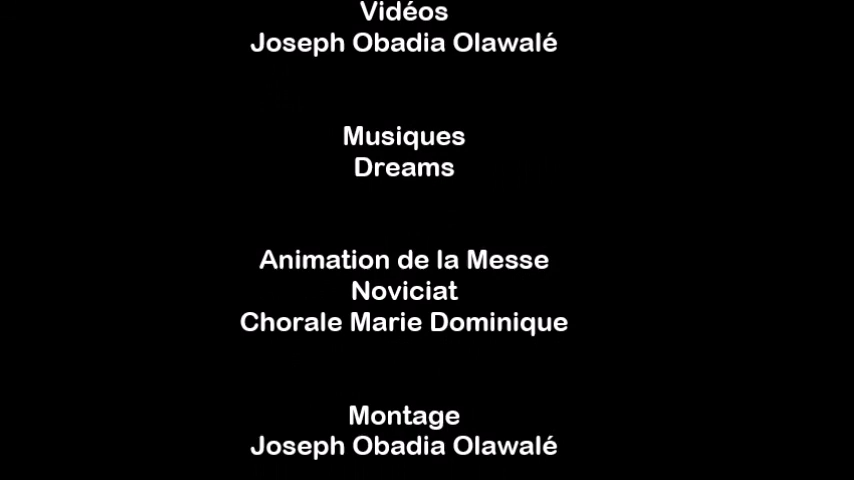 Vidéos
Joseph Obadia Olawalé
Musiques
Dreams
Animation de la Messe
Noviciat
Chorale Marie Dominique
Montage
Joseph Obadia Olawalé